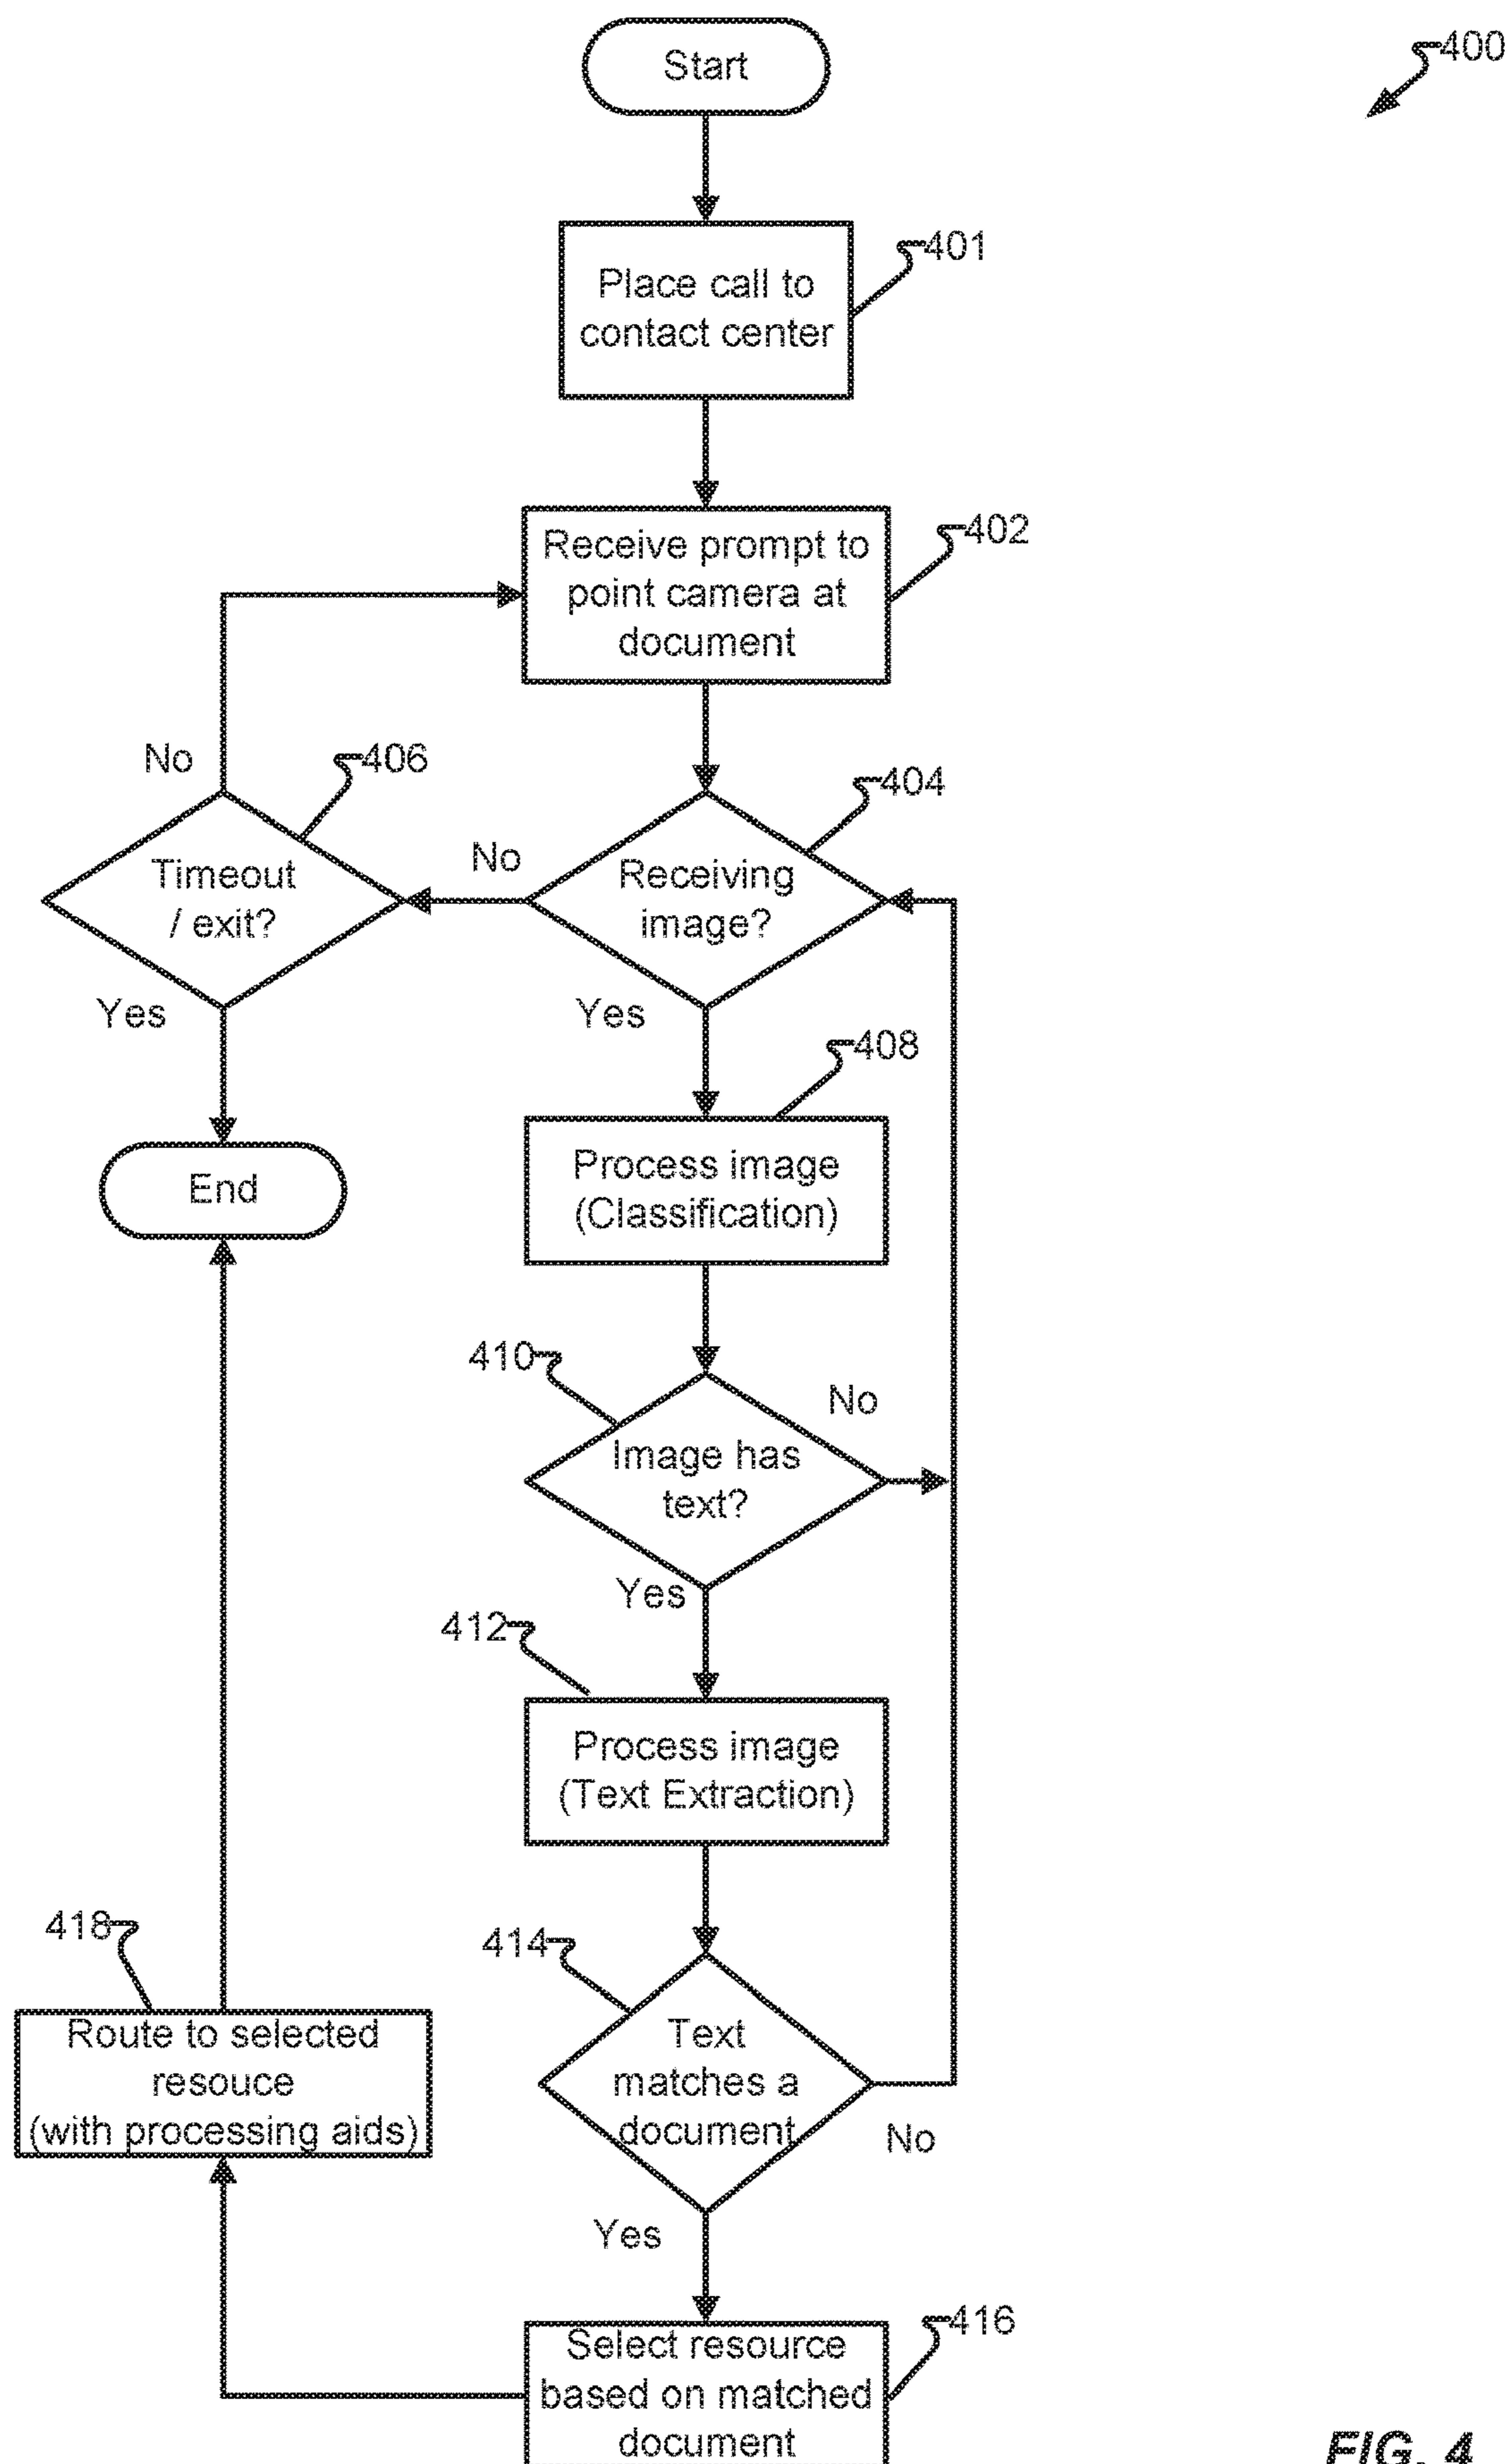 Start
400
Place call to
contact center
401
Receive prompt to
point camera at
document
402
No
406
404
Timeout
/ exit?
No
Receiving
image?
Yes
Yes
408
End
Process image
(Classification)
410
No
Image has
text?
Yes
412
Process image
(Text Extraction)
418
414
Route to selected
resouce
(with processing aids)
Text
matches a
document
No
Yes
416
Select resource
based on matched
document
FIG. 4